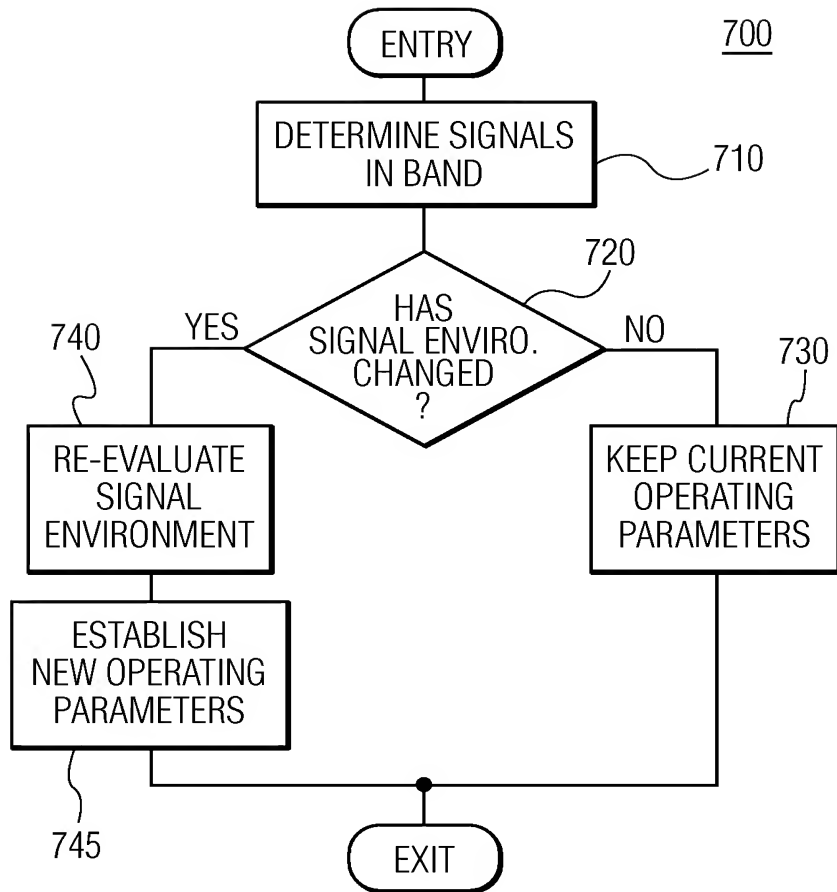 ENTRY
700
DETERMINE SIGNALS
IN BAND
710
720
HAS
SIGNAL ENVIRO.
CHANGED
?
YES
NO
740
730
RE-EVALUATE
SIGNAL
ENVIRONMENT
KEEP CURRENT
OPERATING
PARAMETERS
ESTABLISH
NEW OPERATING
PARAMETERS
745
EXIT